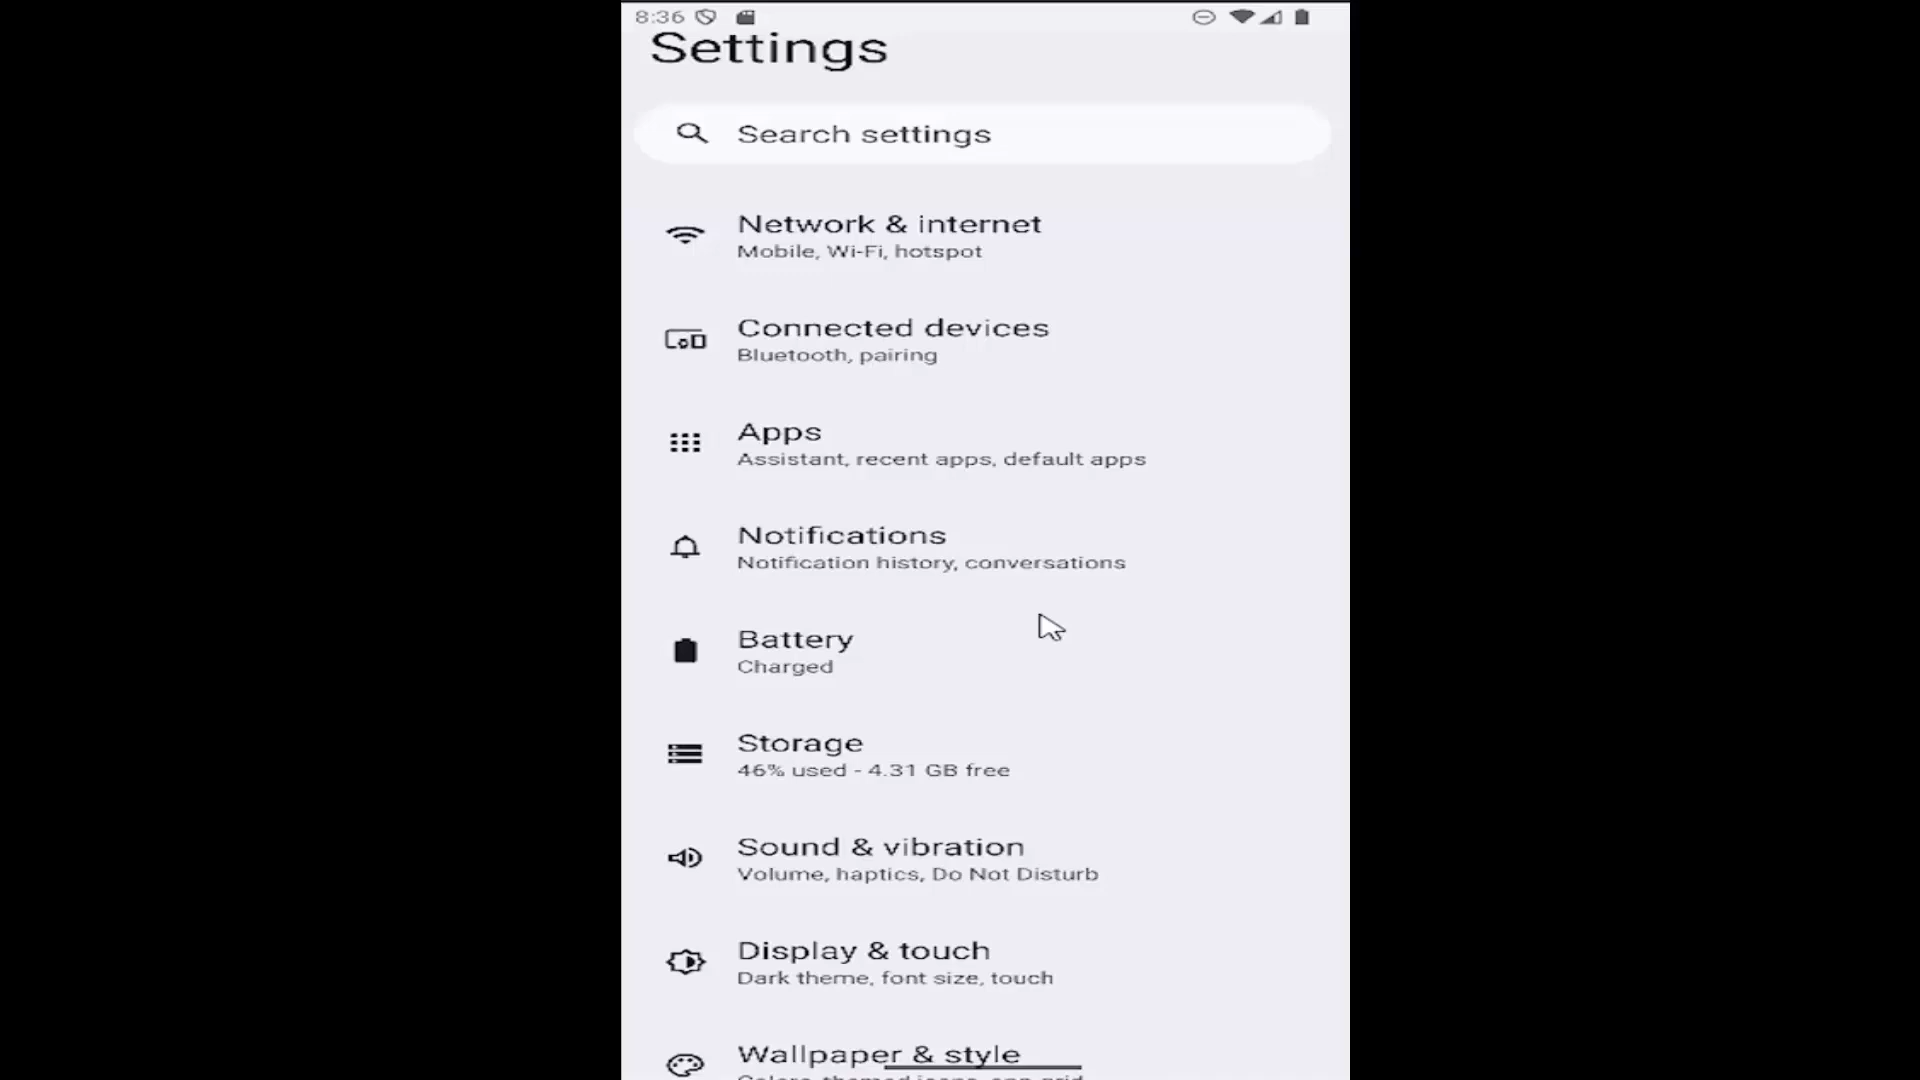 8:36
Settings
Search settings
Network & internet
Mobile, Wi-Fi, hotspot
Connected devices
Bluetooth, pairing
Apps
Assistant, recent apps, default apps
Notifications
Notification history, conversations
Battery
Charged
Storage
46% used - 4.31 GB free
Sound & vibration
Volume, haptics, Do Not Disturb
Display & touch
Dark theme, font size, touch
Wallpaper & style